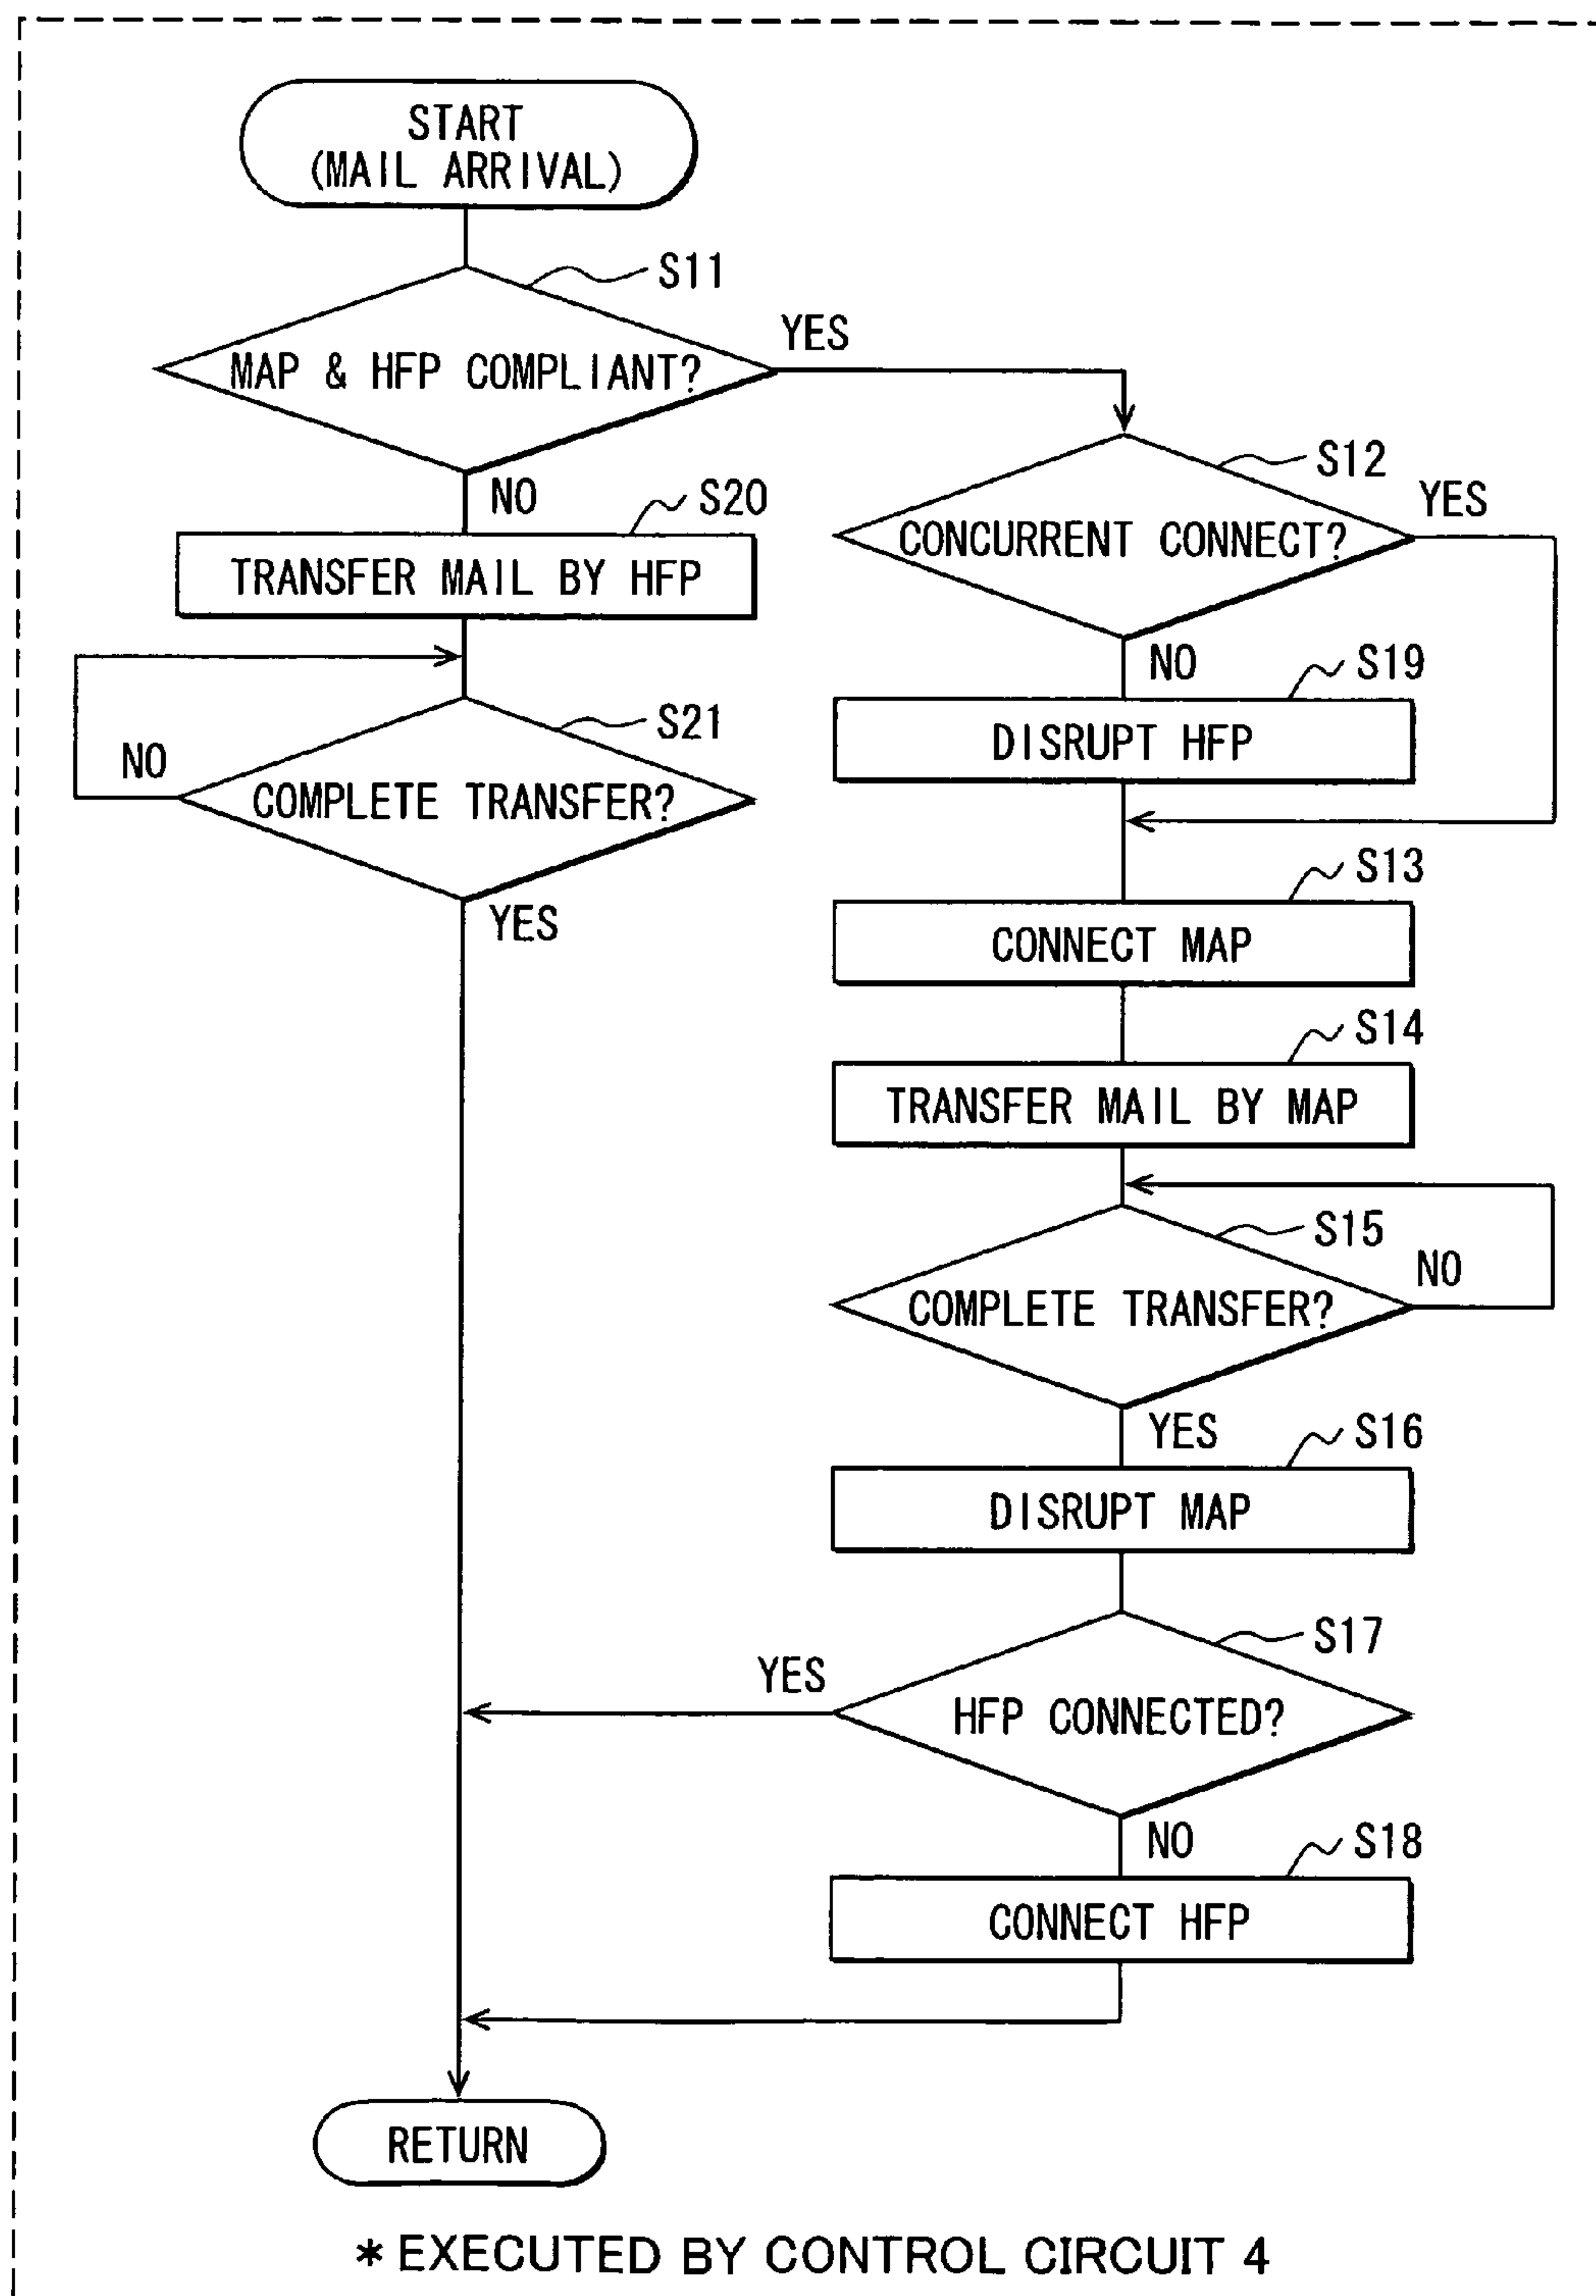 START
(MAIL ARRIVAL)
S11
MAP & HFP COMPLIANT?
YES
NO
S12
CONCURRENT CONNECT?
YES
NO
S20
TRANSFER MAIL BY HFP
S21
COMPLETE TRANSFER?
NO
YES
S19
DISRUPT HFP
S13
CONNECT MAP
S14
TRANSFER MAIL BY MAP
S15
COMPLETE TRANSFER?
NO
YES
S16
DISRUPT MAP
S17
HFP CONNECTED?
YES
NO
S18
CONNECT HFP
RETURN
* EXECUTED BY CONTROL CIRCUIT 4